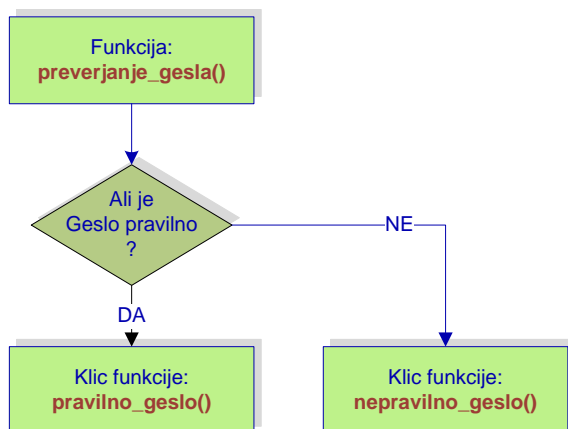 Funkcija:
preverjanje_gesla()
Ali je
Geslo pravilno
?
NE
DA
Klic funkcije:
pravilno_geslo()
Klic funkcije:
nepravilno_geslo()